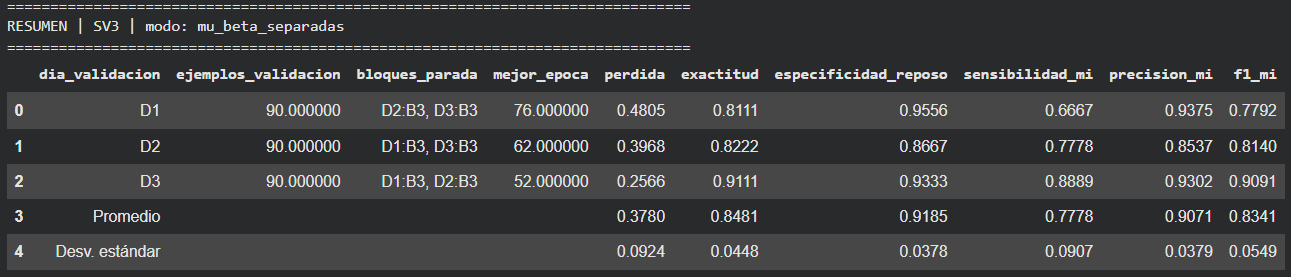 ================================================================================
RESUMEN | SV3 | modo: mu_beta_separadas
================================================================================
dia_validacion ejemplos_validacion bloques_parada mejor_epoca perdida exactitud especificidad_reposo sensibilidad_mi precision_mi f1_mi
0 D1 90.000000 D2:B3, D3:B3 76.000000 0.4805 0.8111 0.9556 0.6667 0.9375 0.7792
1 D2 90.000000 D1:B3, D3:B3 62.000000 0.3968 0.8222 0.8667 0.7778 0.8537 0.8140
2 D3 90.000000 D1:B3, D2:B3 52.000000 0.2566 0.9111 0.9333 0.8889 0.9302 0.9091
3 Promedio 0.3780 0.8481 0.9185 0.7778 0.9071 0.8341
4 Desv. estándar 0.0924 0.0448 0.0378 0.0907 0.0379 0.0549